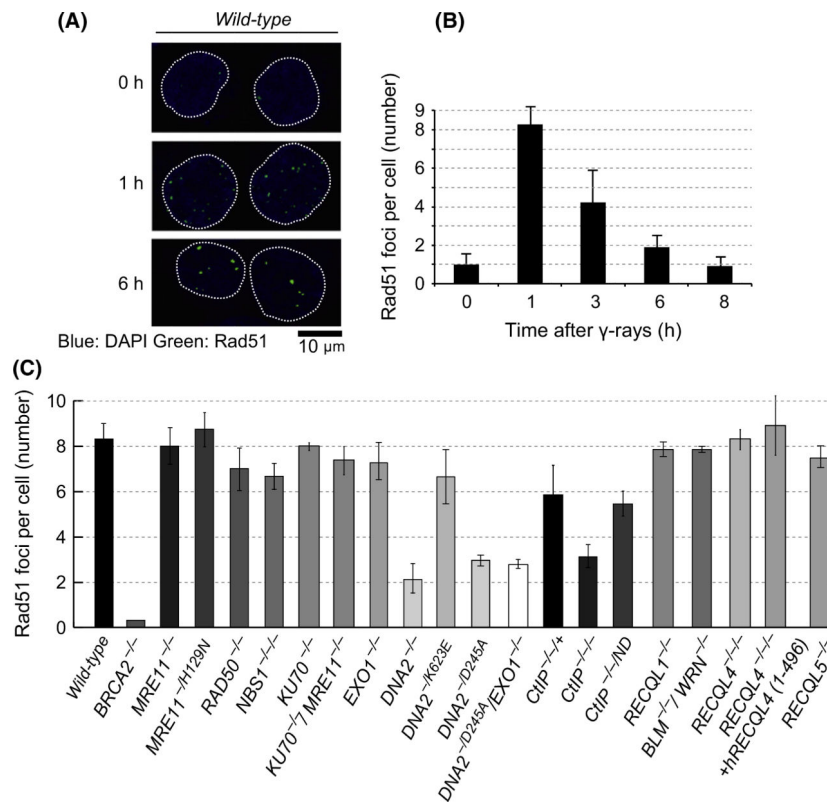 (A)
Wild-type
0 h
1 h
6 h
Blue: DAPI Green: Rad51
10 µm
(B)
Rad51 foci per cell (number)
9
8
6
4
2
0
0 1 3 6 8
Time after γ-rays (h)
(C)
Rad51 foci per cell (number)
10
8
6
4
2
0
Wild-type
BRCA2 -/-
MRE11 -/-
MRE11 -/H129N
RAD50 -/-
NBS1 -/-/-
KU70 -/-
KU70 -/-/ MRE11 -/-
EXO1 -/-
DNA2 -/-
DNA2 -/K623E
DNA2 -/D245A
DNA2 -/D245A/EXO1 -/-
CtIP -/-/+
CtIP -/-/-
CtIP -/-/ND
RECQL1 -/-
BLM -/-/ WRN -/-
RECQL4 -/-/-
RECQL4 -/-/-
+hRECQL4 (1-496)
RECQL5 -/-